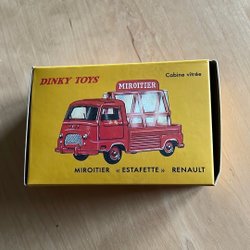 DINKY TOYS
Cabine vitrée
MIROITIER
MIROITIER « ESTAFETTE » RENAULT